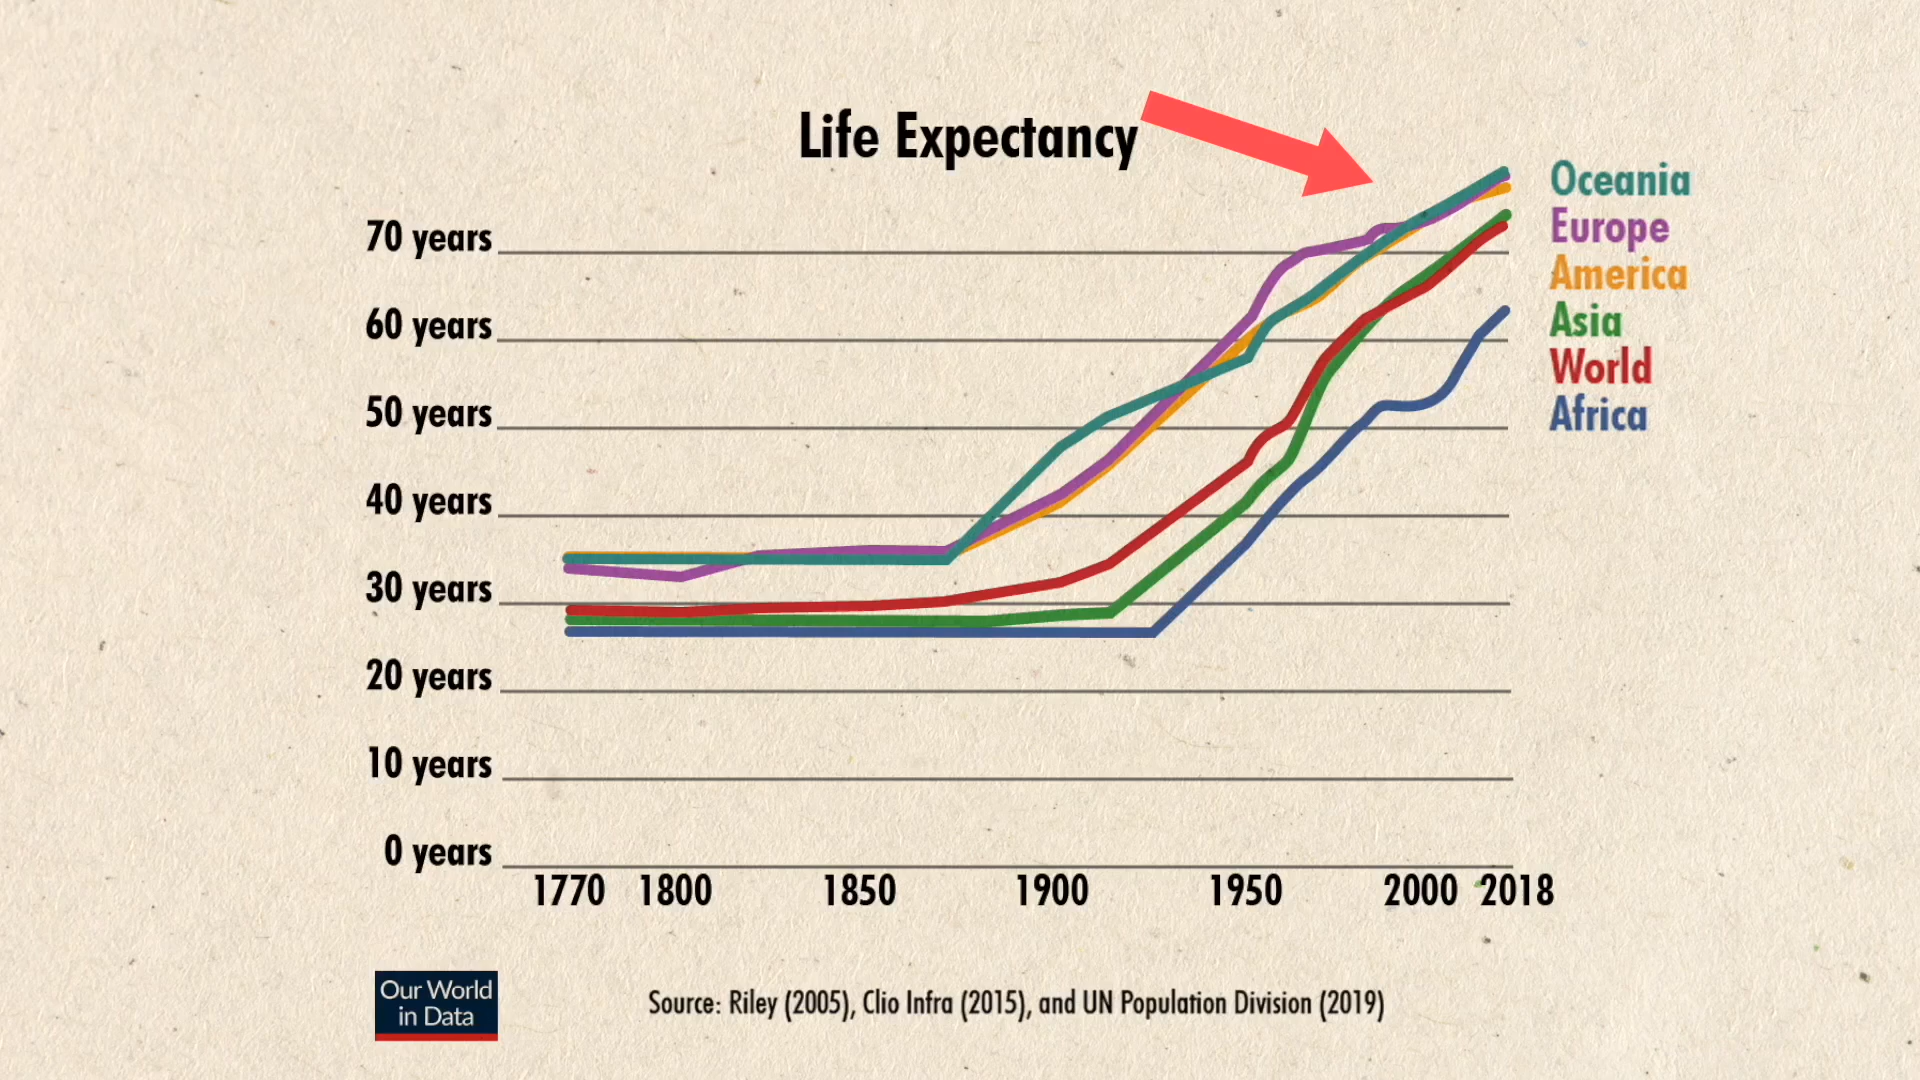 Life Expectancy
70 years
60 years
50 years
40 years
30 years
20 years
10 years
0 years
1770 1800 1850 1900 1950 2000 2018
Oceania
Europe
America
Asia
World
Africa
Our World
in Data
Source: Riley (2005), Clio Infra (2015), and UN Population Division (2019)